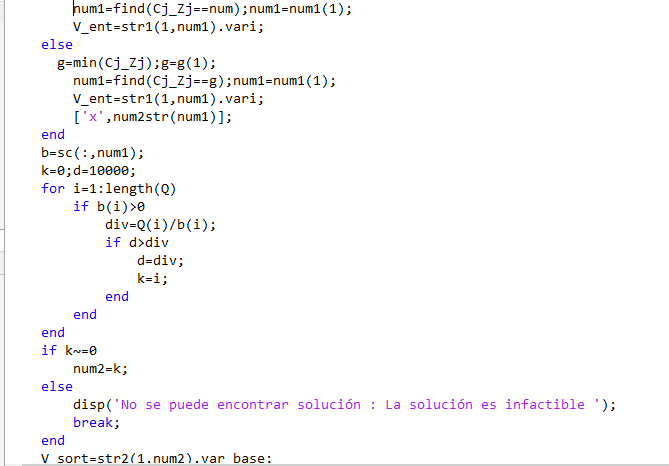 num1=find(Cj_Zj==num);num1=num1(1);
V_ent=str1(1,num1).vari;
else
g=min(Cj_Zj);g=g(1);
num1=find(Cj_Zj==g);num1=num1(1);
V_ent=str1(1,num1).vari;
['x',num2str(num1)];
end
b=sc(:,num1);
k=0;d=10000;
for i=1:length(Q)
if b(i)>0
div=Q(i)/b(i);
if d>div
d=div;
k=i;
end
end
end
if k~=0
num2=k;
else
disp('No se puede encontrar solución : La solución es infactible ');
break;
end
V_sort=str2(1,num2).var_base;